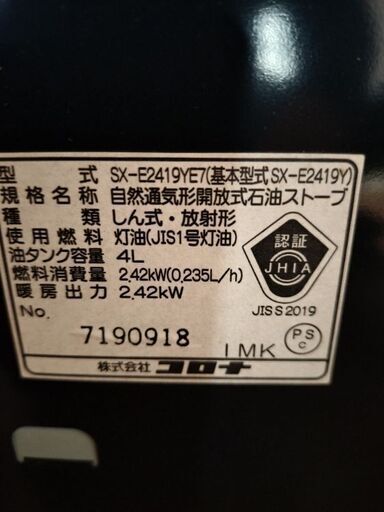 型 式 SX-E2419YE7(基本型式SX-E2419Y)
規格名称 自然通気形開放式石油ストーブ
種 類 しん式・放射形
使用燃料 灯油(JIS1号灯油)
油タンク容量 4L
燃料消費量 2.42kW(0.235L/h)
暖房出力 2.42kW
認証
JHIA
JIS S 2019
No. 7190918 IMK
PS
C
株式会社 コロナ